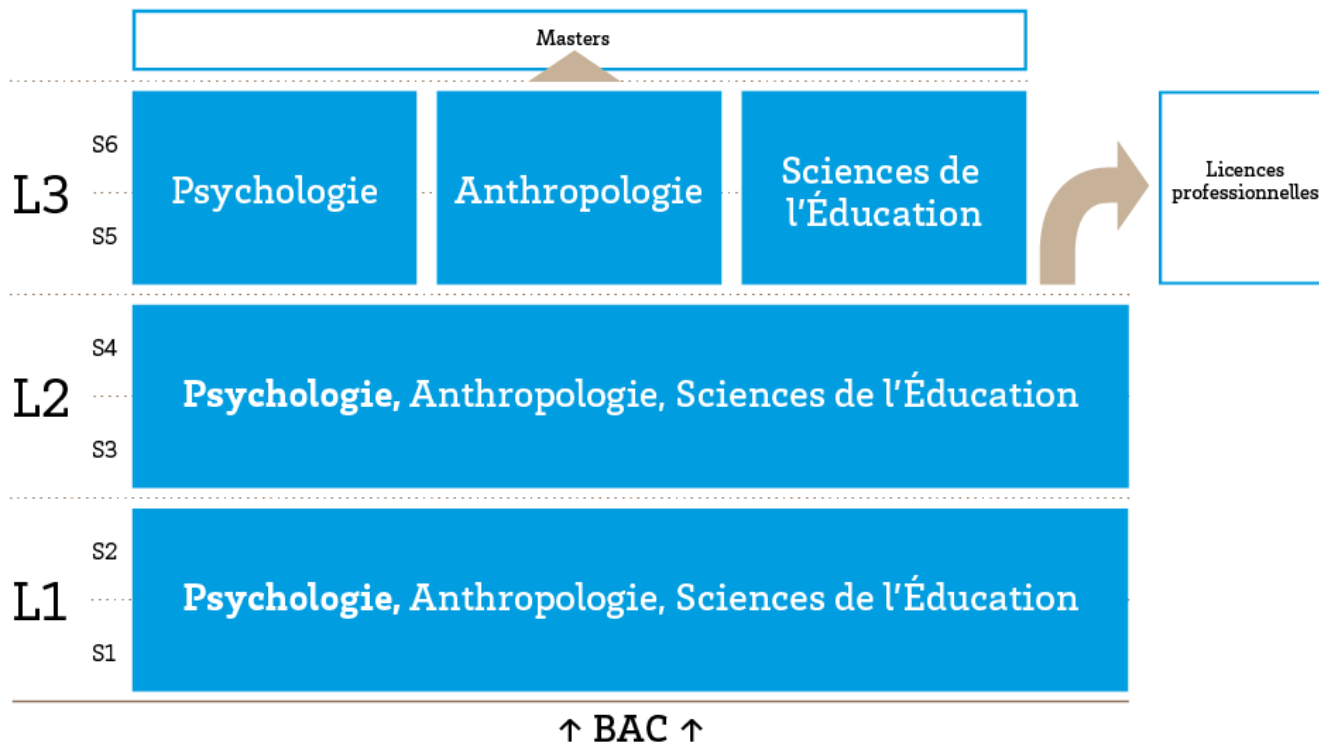 Masters
S6
L3
S5
Psychologie
Anthropologie
Sciences de
l'Éducation
Licences
professionnelles
S4
L2
S3
Psychologie, Anthropologie, Sciences de l'Éducation
S2
L1
S1
Psychologie, Anthropologie, Sciences de l'Éducation
↑ BAC ↑